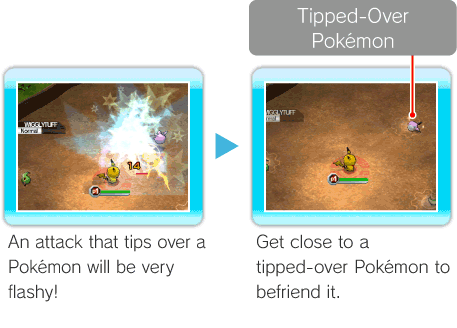 Tipped-Over
Pokémon
WIGGLYTUFF
Normal
14
An attack that tips over a
Pokémon will be very
flashy!
Get close to a
tipped-over Pokémon to
befriend it.